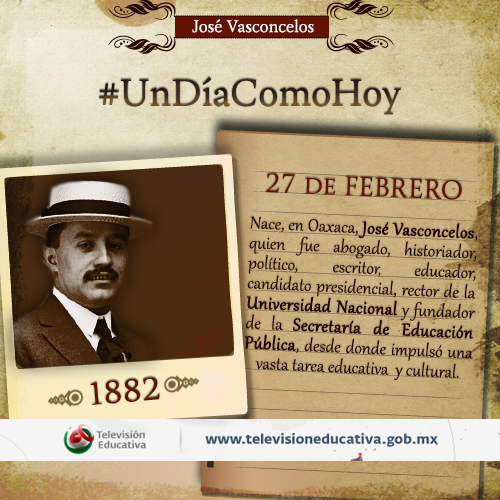 José Vasconcelos
#UnDíaComoHoy
27 DE FEBRERO
Nace, en Oaxaca, José Vasconcelos,
quien fue abogado, historiador,
político, escritor, educador,
candidato presidencial, rector de la
Universidad Nacional y fundador
de la Secretaría de Educación
Pública, desde donde impulsó una
vasta tarea educativa y cultural.
1882
Televisión
Educativa
www.televisioneducativa.gob.mx